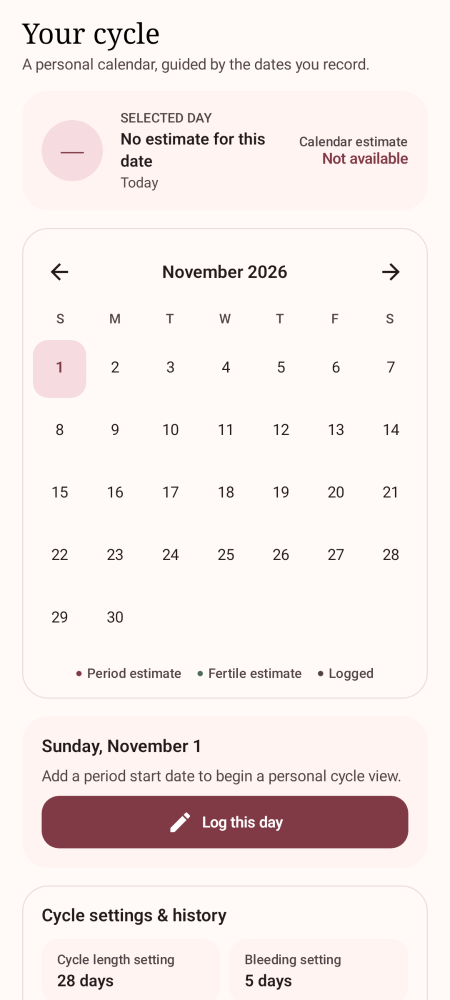 Your cycle
A personal calendar, guided by the dates you record.
SELECTED DAY
No estimate for this
date
Today
Calendar estimate
Not available
November 2026
S M T W T F S
1 2 3 4 5 6 7
8 9 10 11 12 13 14
15 16 17 18 19 20 21
22 23 24 25 26 27 28
29 30
Period estimate Fertile estimate Logged
Sunday, November 1
Add a period start date to begin a personal cycle view.
Log this day
Cycle settings & history
Cycle length setting
28 days
Bleeding setting
5 days